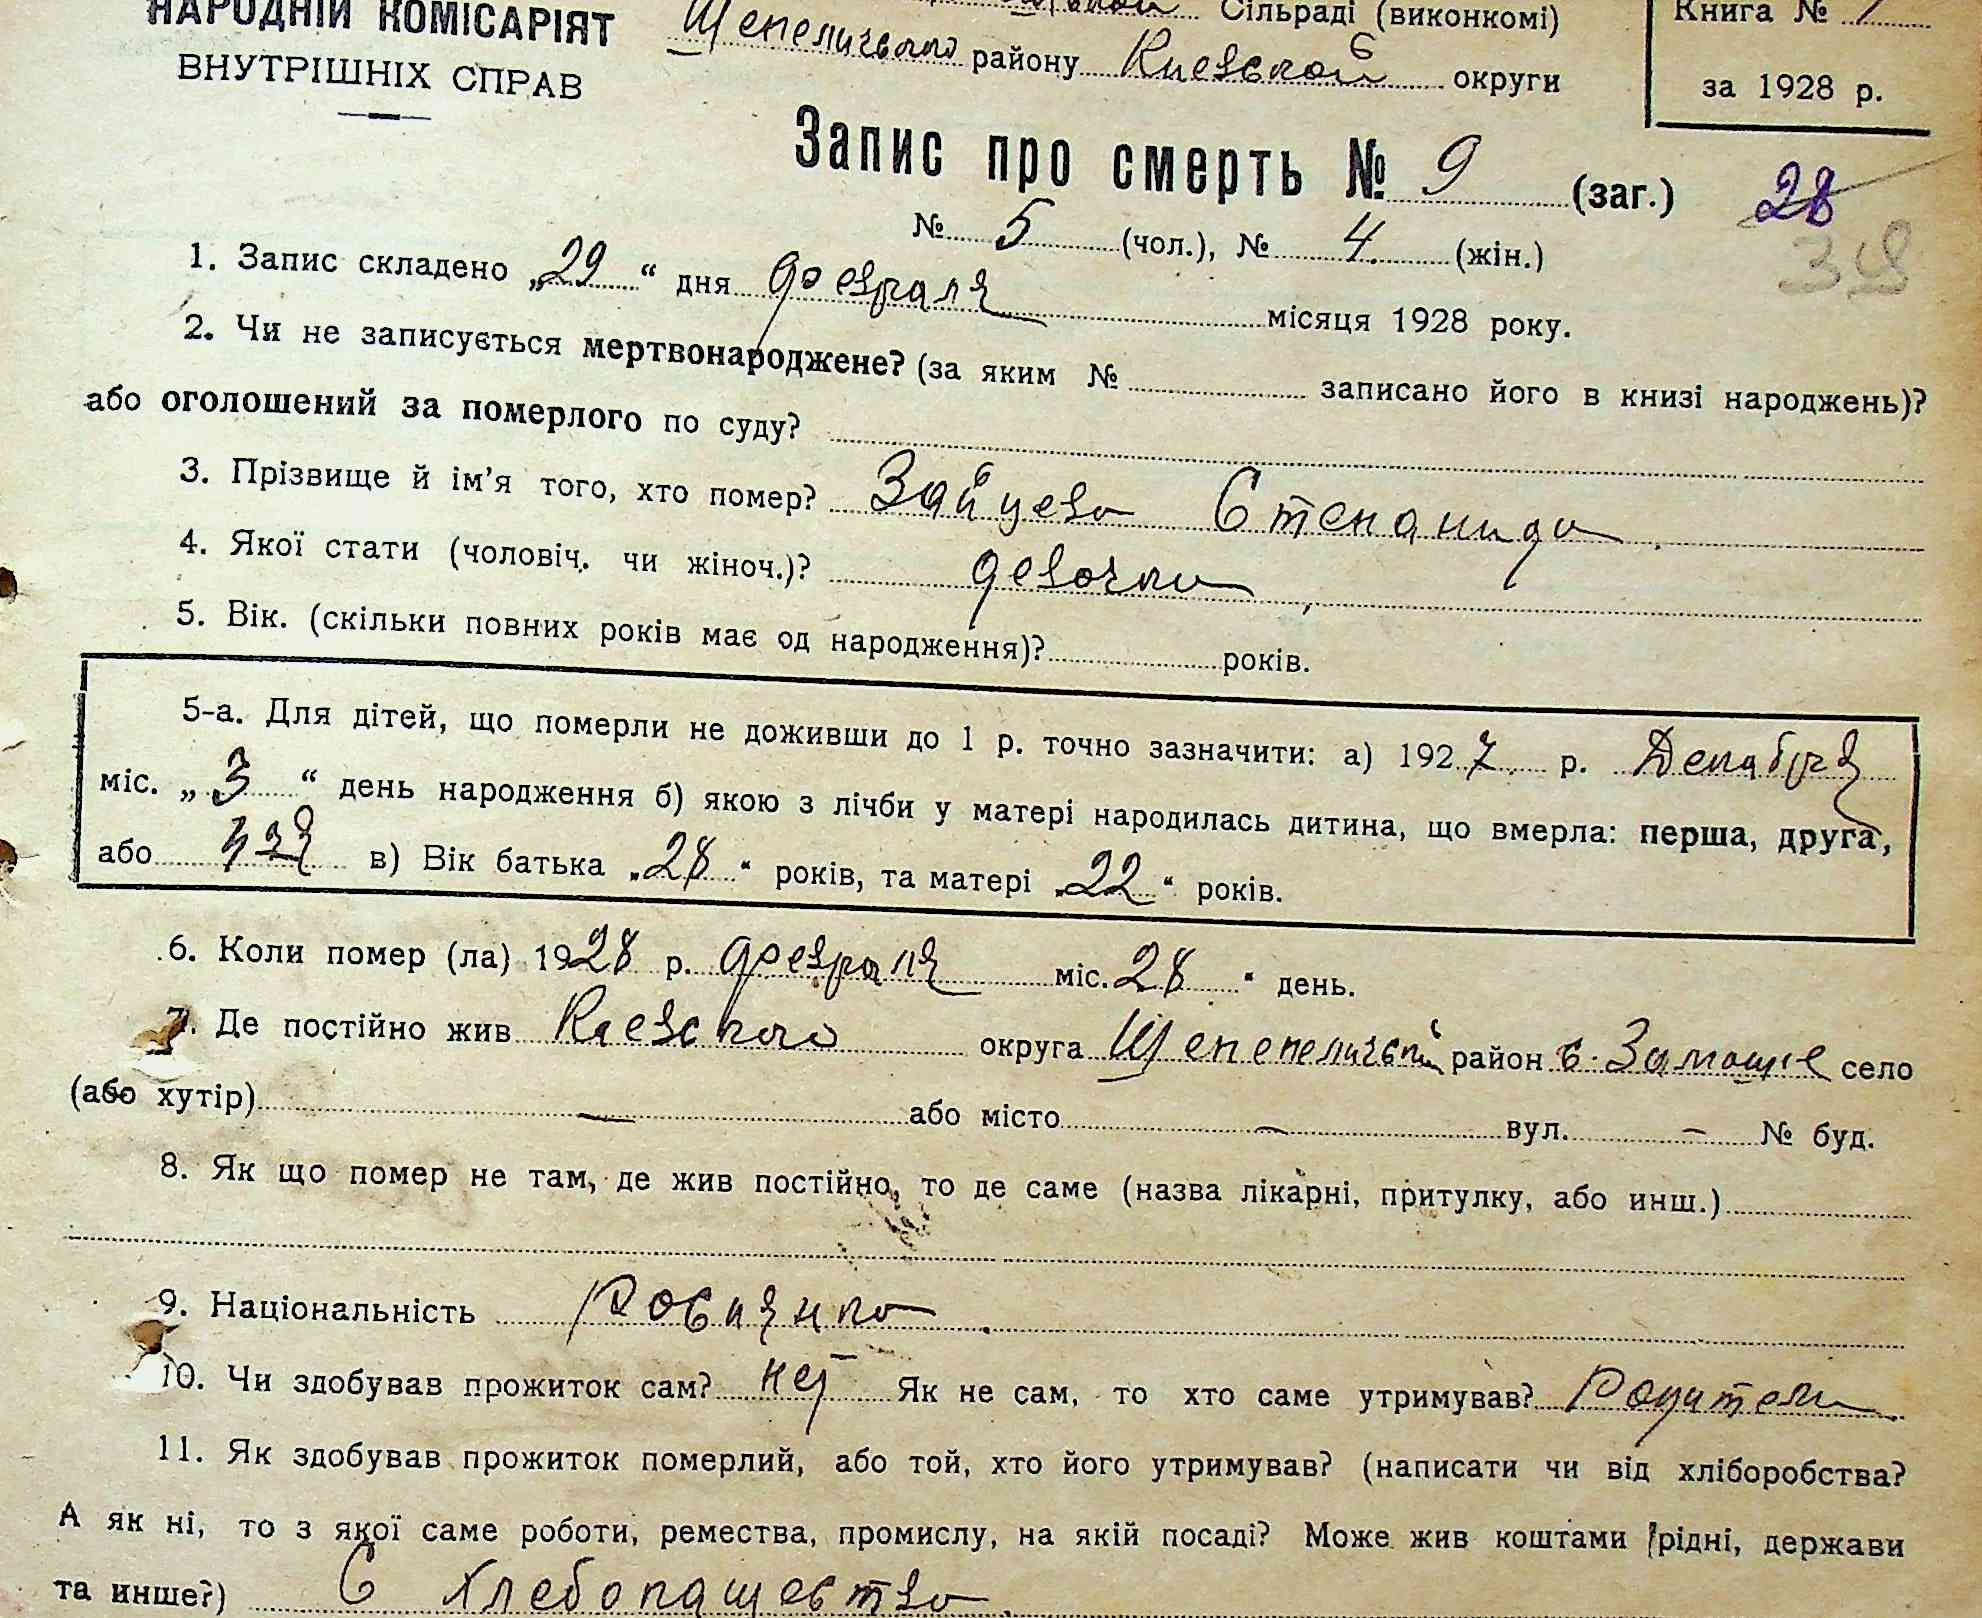 НАРОДНІЙ КОМІСАРІЯТ
ВНУТРІШНІХ СПРАВ
Сільраді (виконкомі)
Шепеличского району Киевской округи
Книга №
за 1928 р.
Запис про смерть № 9 (заг.) 28
№ 5 (чол.), № 4 (жін.)
1. Запис складено „29“ дня февраля місяця 1928 року.
2. Чи не записується мертвонароджене? (за яким № записано його в книзі народжень)?
або оголошений за померлого по суду?
3. Прізвище й ім’я того, хто помер? Зайцева Степанида
4. Якої стати (чоловіч. чи жіноч.)? девочка
5. Вік. (скільки повних років має од народження)? років.
5-а. Для дітей, що померли не доживши до 1 р. точно зазначити: а) 1927 р. Декабря
міс. „3“ день народження б) якою з лічби у матері народилась дитина, що вмерла: перша, друга,
або в) Вік батька „28“ років, та матері „22“ років.
6. Коли помер (ла) 1928 р. февраля міс. 28“ день.
7. Де постійно жив Киевского округа Шепеличский район с. Замошне село
(або хутір) — або місто — вул. — № буд.
8. Як що помер не там, де жив постійно, то де саме (назва лікарні, притулку, або инш.)
9. Національність Росиянка
10. Чи здобував прожиток сам? нет Як не сам, то хто саме утримував? Родители
11. Як здобував прожиток померлий, або той, хто його утримував? (написати чи від хліборобства?
А як ні, то з якої саме роботи, ремества, промислу, на якій посаді? Може жив коштами рідні, держави
та инше?) С хлебопашество